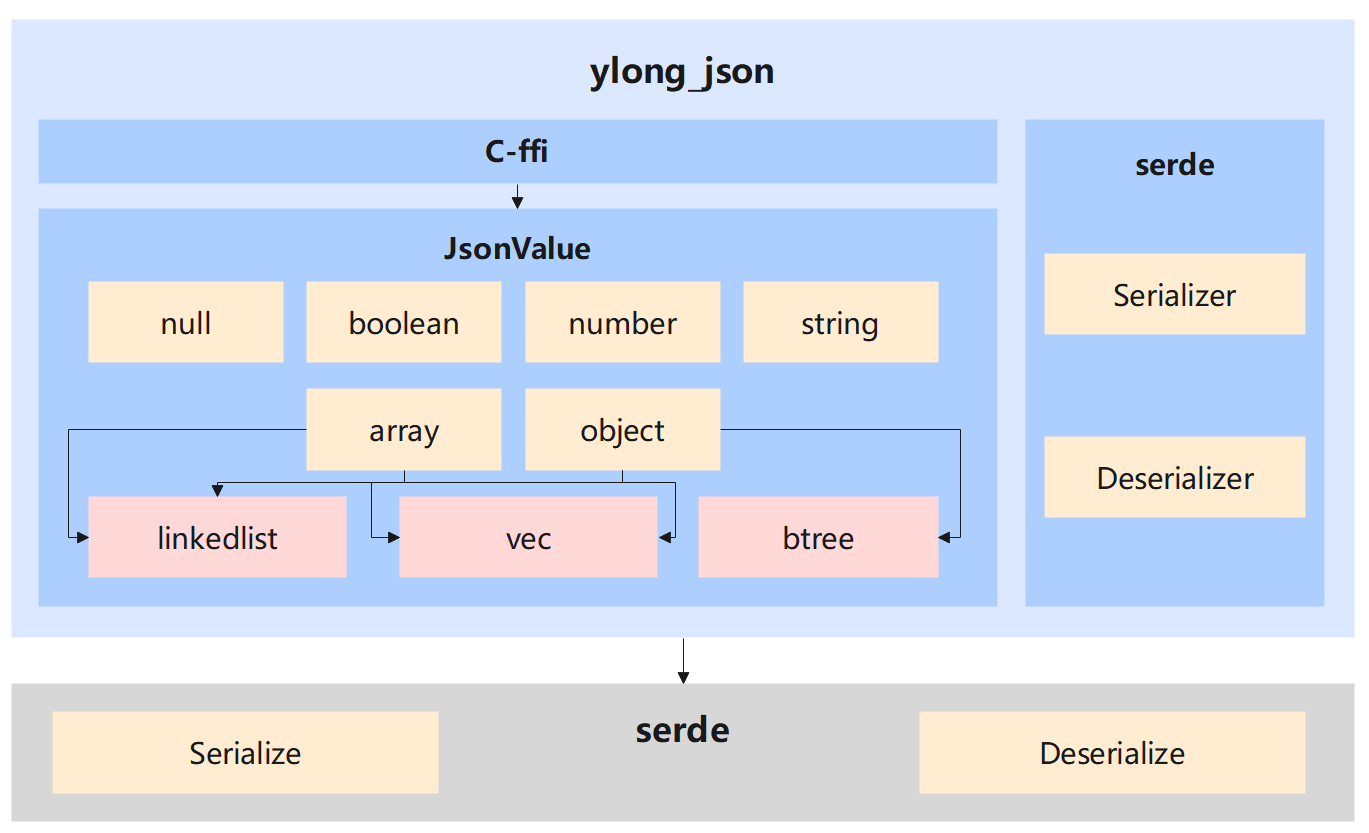 ylong_json
C-ffi
JsonValue
null
boolean
number
string
array
object
linkedlist
vec
btree
serde
Serializer
Deserializer
serde
Serialize
Deserialize